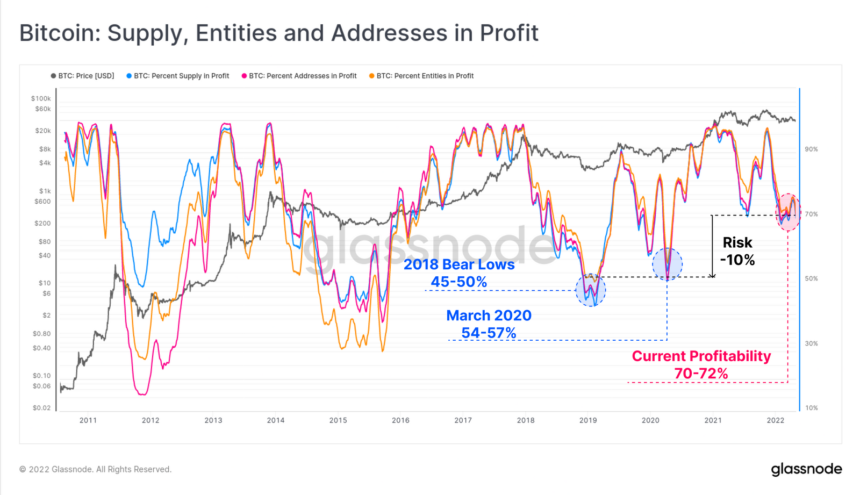 Bitcoin: Supply, Entities and Addresses in Profit
BTC: Price [USD] BTC: Percent Supply in Profit BTC: Percent Addresses in Profit BTC: Percent Entities in Profit
$100k
$60k
$20k
$8k
$4k
$1k
$600
$200
$80
$40
$10
$6
$2
$0.80
$0.40
$0.10
$0.06
$0.02
90%
70%
50%
30%
10%
glassnode
Risk
-10%
2018 Bear Lows
45-50%
March 2020
54-57%
Current Profitability
70-72%
2011 2012 2013 2014 2015 2016 2017 2018 2019 2020 2021 2022
© 2022 Glassnode. All Rights Reserved.
glassnode